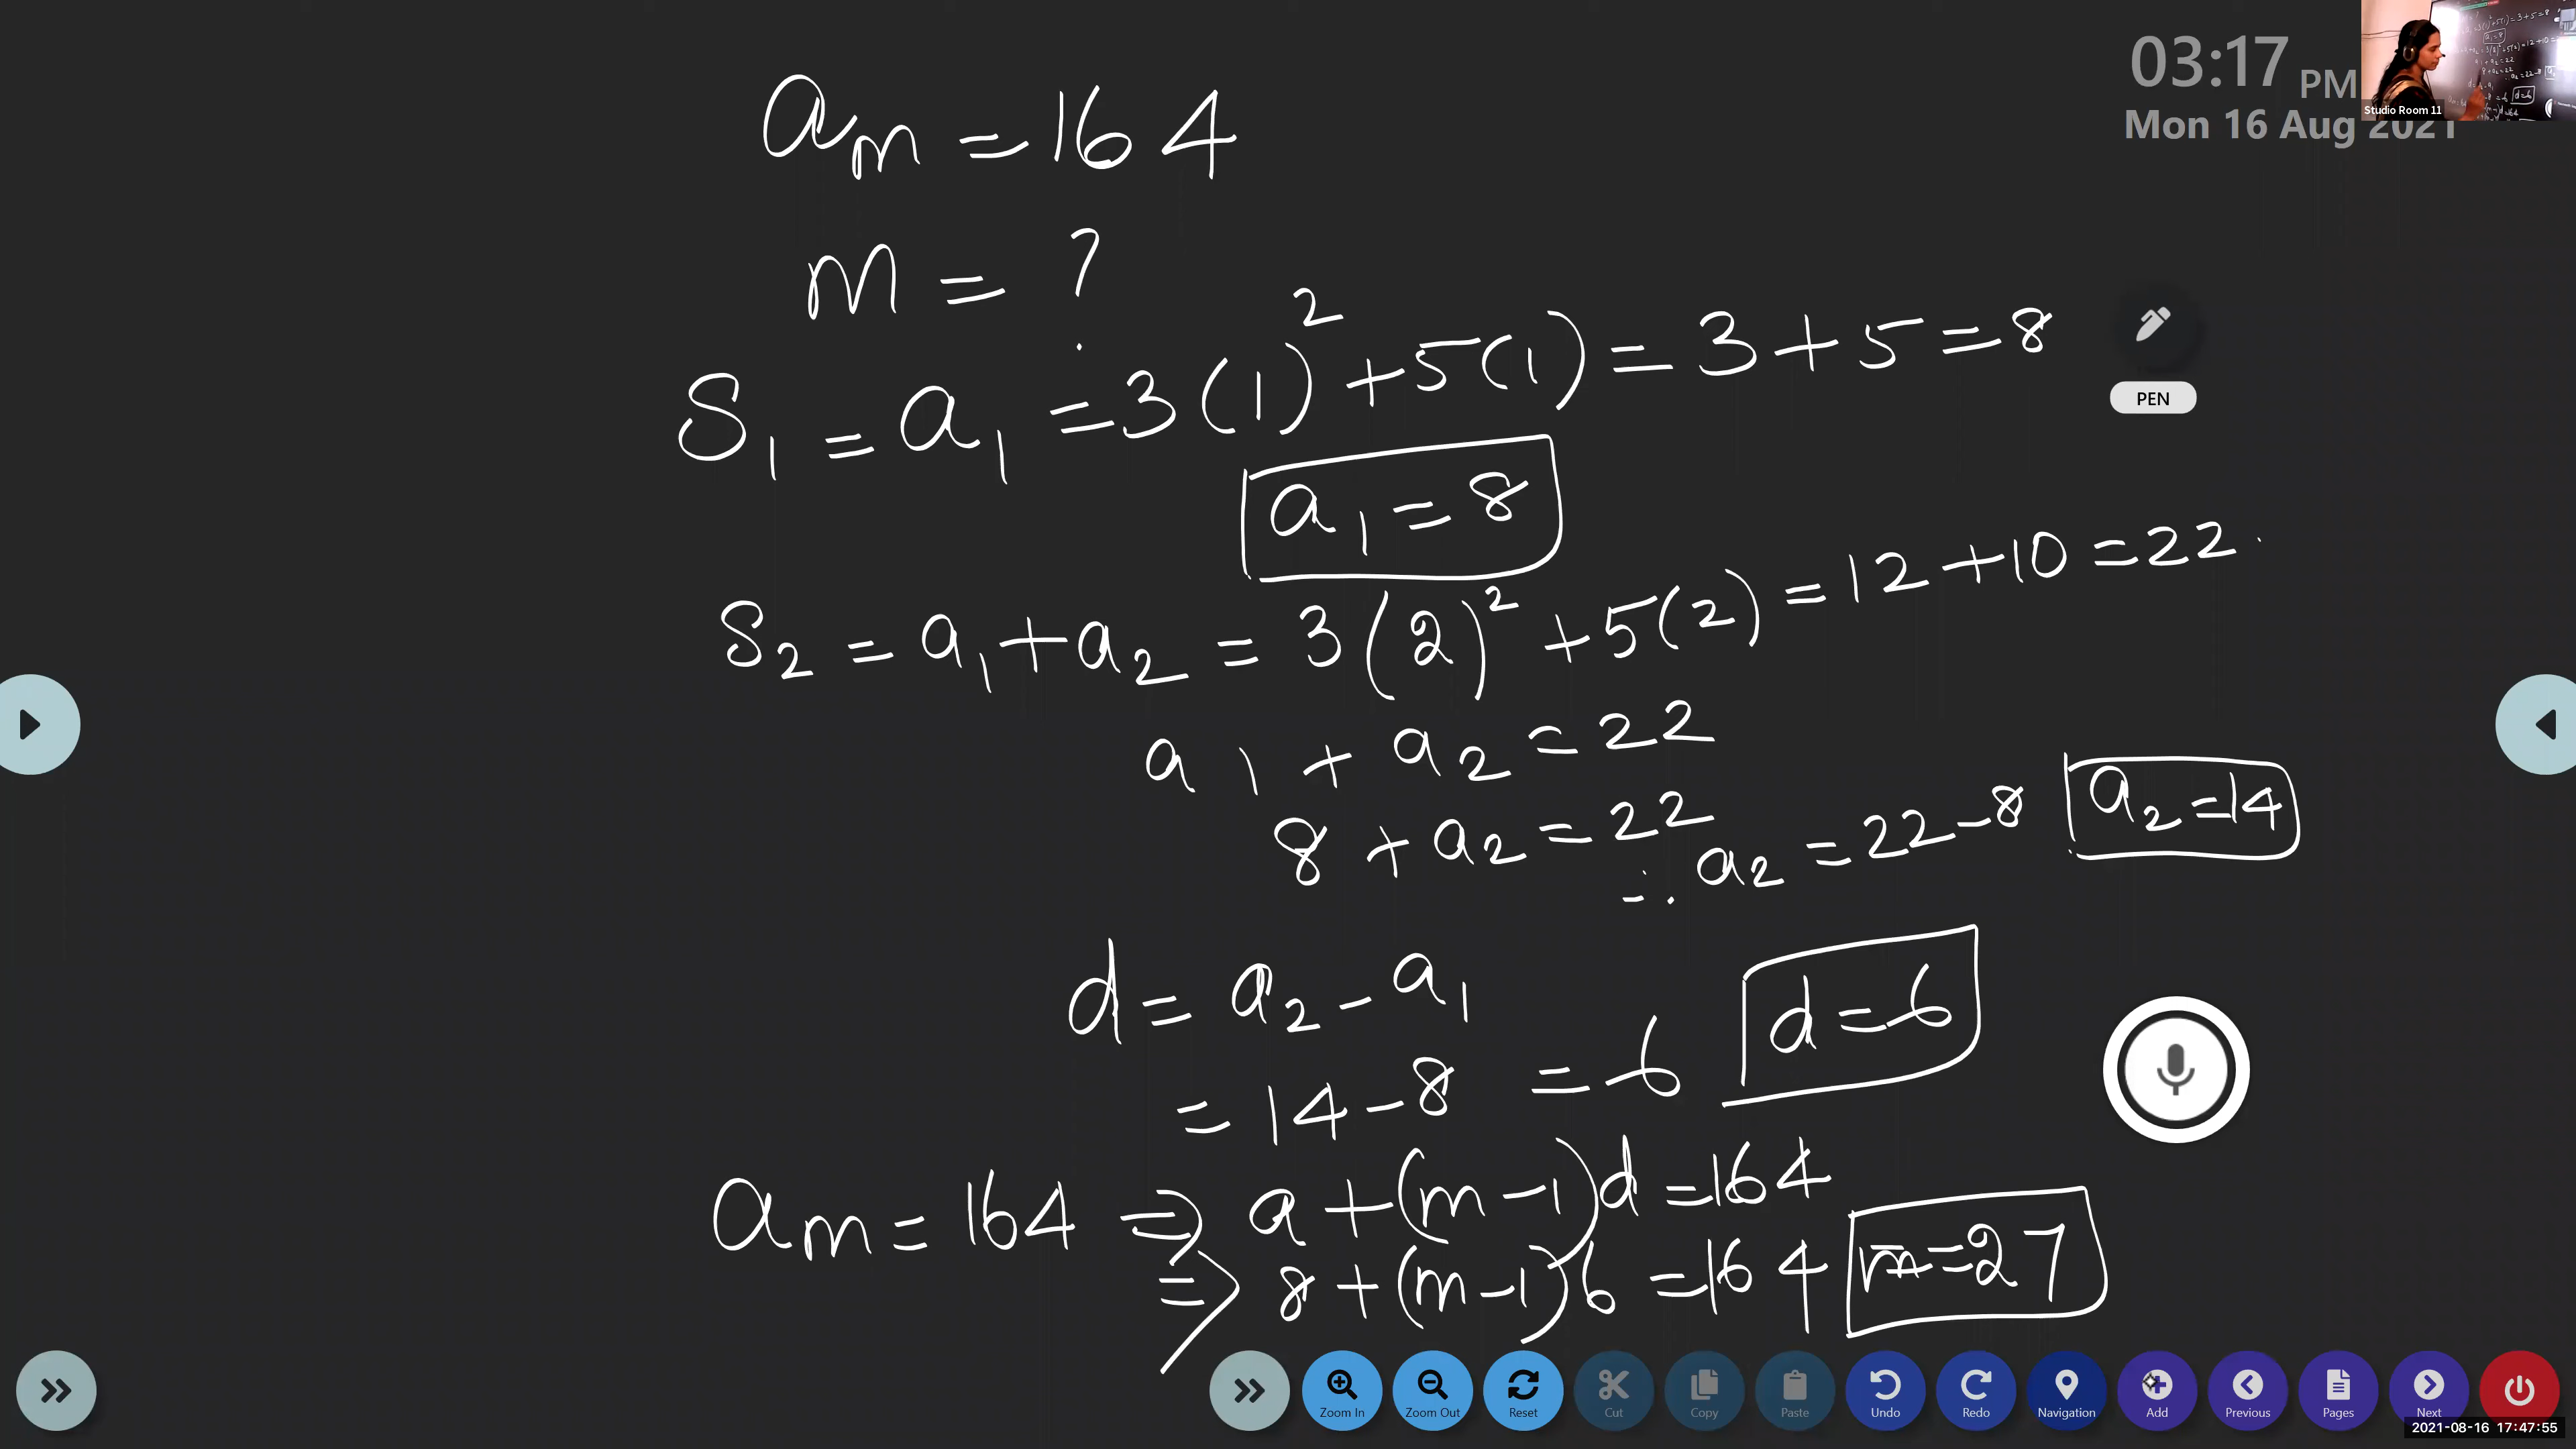 03:17 PM
Mon 16 Aug 2021
Studio Room 11
aₘ = 164
m = ?
S₁ = a₁ = 3(1)² + 5(1) = 3 + 5 = 8
PEN
a₁ = 8
S₂ = a₁ + a₂ = 3(2)² + 5(2) = 12 + 10 = 22
a₁ + a₂ = 22
8 + a₂ = 22 ∴ a₂ = 22 - 8 a₂ = 14
d = a₂ - a₁
= 14 - 8 = 6 d = 6
aₘ = 164 ⇒ a + (m - 1)d = 164
⇒ 8 + (m - 1)6 = 164 m = 27
Zoom In Zoom Out Reset Cut Copy Paste Undo Redo Navigation Add Previous Pages Next
2021-08-16 17:47:55